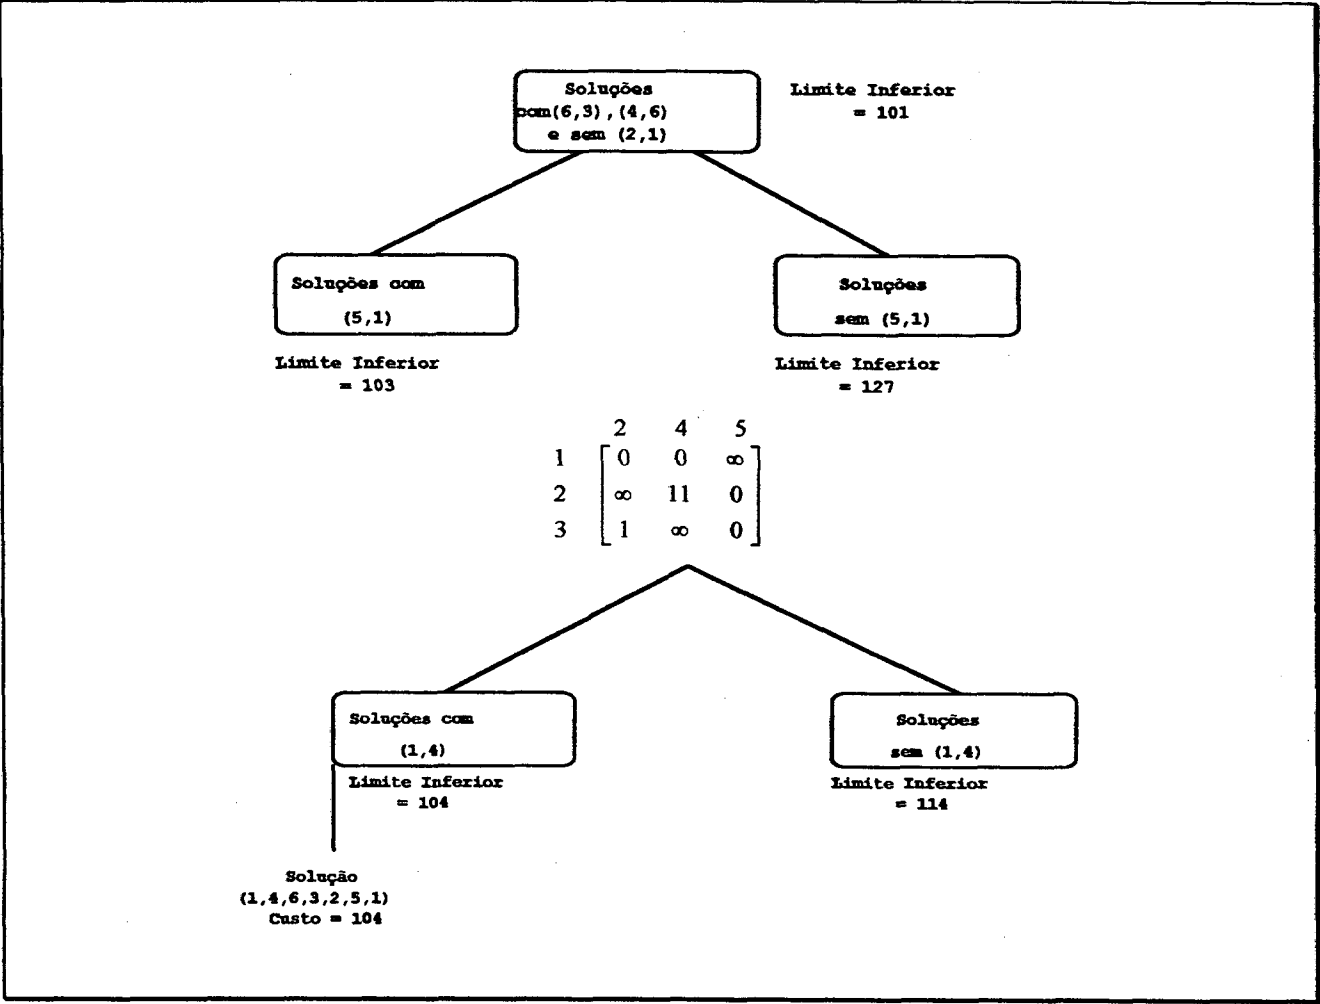 Soluções
com(6,3),(4,6)
e sem (2,1)
Limite Inferior
= 101
Soluções com
(5,1)
Limite Inferior
= 103
Soluções
sem (5,1)
Limite Inferior
= 127
2 4 5
1 0 0 ∞
2 ∞ 11 0
3 1 ∞ 0
Soluções com
(1,4)
Limite Inferior
= 104
Soluções
sem (1,4)
Limite Inferior
= 114
Solução
(1,4,6,3,2,5,1)
Custo = 104